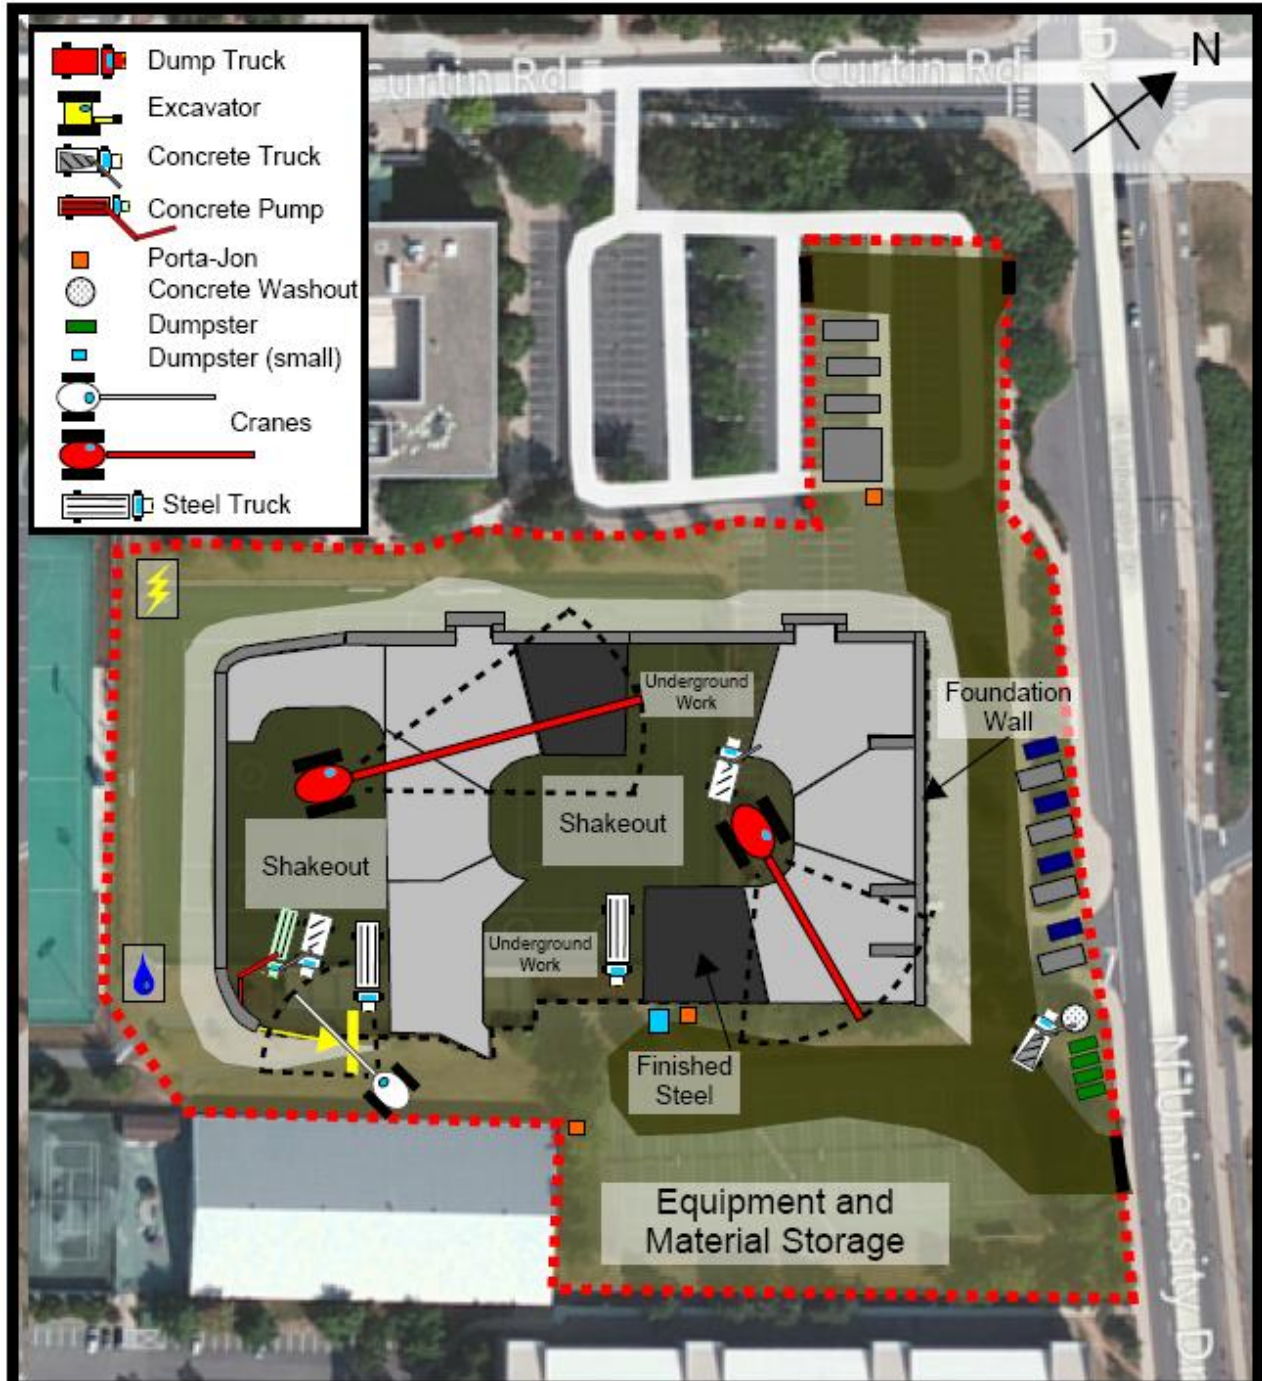 Dump Truck
Excavator
Concrete Truck
Concrete Pump
Porta-Jon
Concrete Washout
Dumpster
Dumpster (small)
Cranes
Steel Truck
Curtin Rd
Curtin Rd
Dr
N
Underground
Work
Foundation
Wall
Shakeout
Shakeout
Underground
Work
Finished
Steel
Equipment and
Material Storage
N University Dr